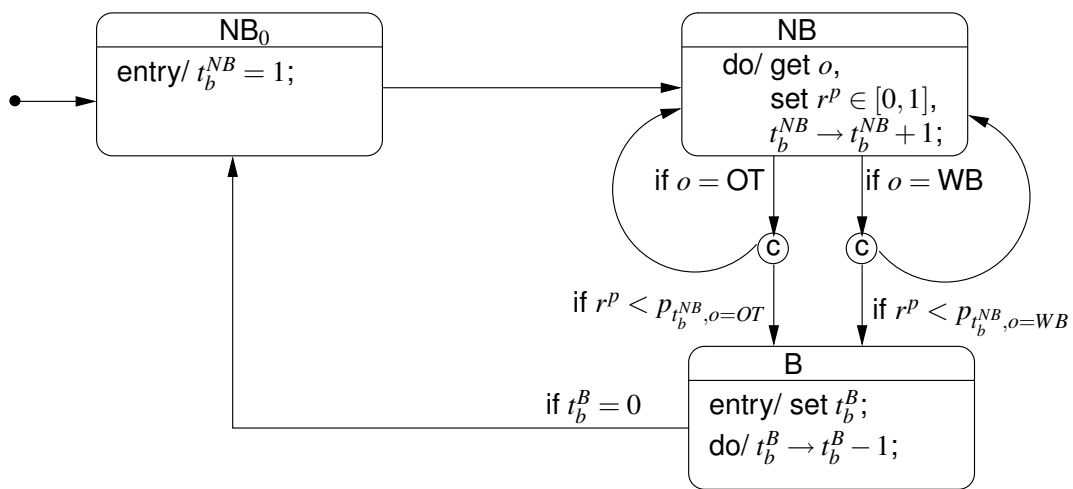 NB₀
entry/ t_b^{NB} = 1;
NB
do/ get o,
set r^p ∈ [0, 1],
t_b^{NB} → t_b^{NB} + 1;
if o = OT
if o = WB
c
c
if r^p < p_{t_b^{NB}, o=OT}
if r^p < p_{t_b^{NB}, o=WB}
B
entry/ set t_b^B;
do/ t_b^B → t_b^B − 1;
if t_b^B = 0